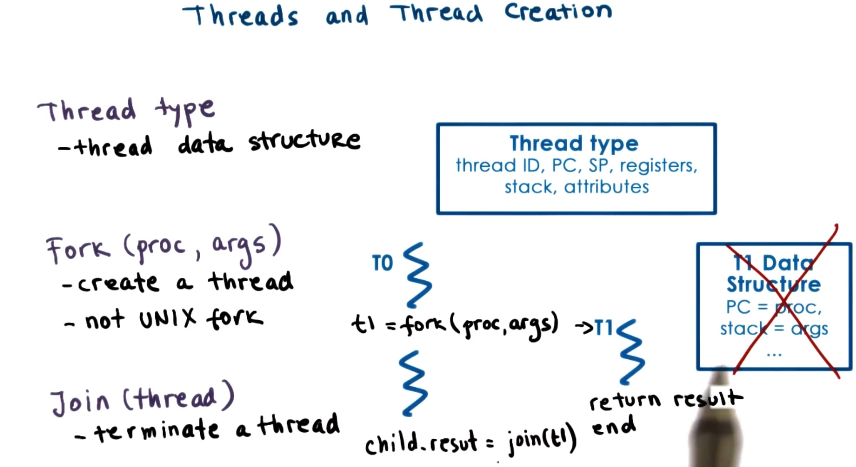 Threads and Thread Creation
Thread type
-thread data structure
Thread type
thread ID, PC, SP, registers,
stack, attributes
Fork (proc, args)
-create a thread
- not UNIX fork
T0
t1 = fork(proc,args) →T1
T1 Data
Structure
PC = proc,
stack = args
...
return result
end
Join (thread)
- terminate a thread
child.resut = join(t1)